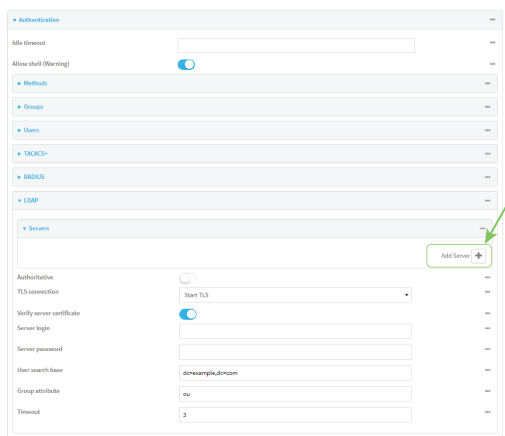 Authentication
Idle timeout
Allow shell (Warning)
Methods
Groups
Users
TACACS+
RADIUS
LDAP
Servers
Add Server
Authoritative
TLS connection Start TLS
Verify server certificate
Server login
Server password
User search base dc=example,dc=com
Group attribute ou
Timeout 3